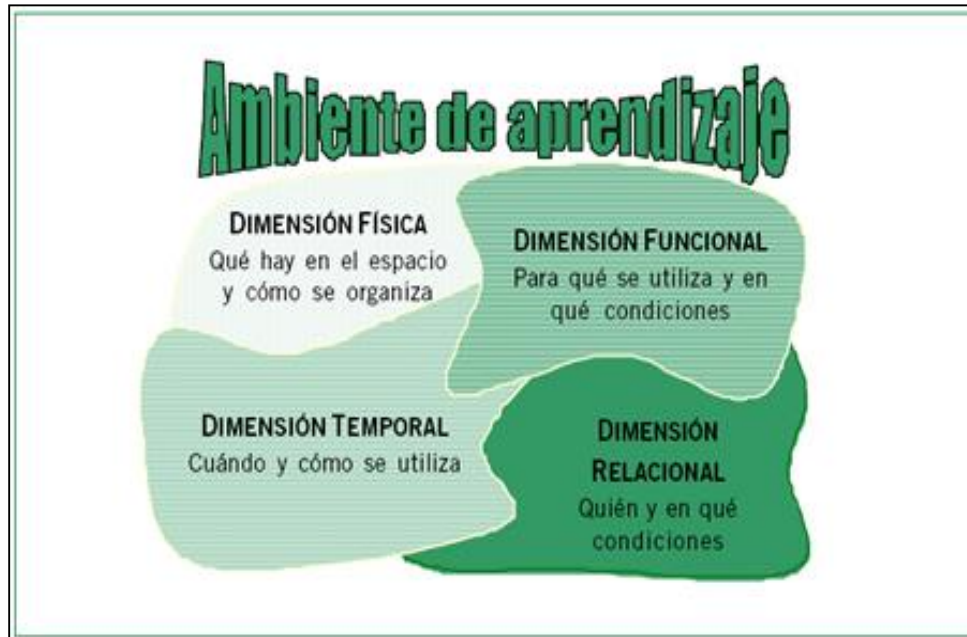 Ambiente de aprendizaje
DIMENSIÓN FÍSICA
Qué hay en el espacio
y cómo se organiza
DIMENSIÓN FUNCIONAL
Para qué se utiliza y en
qué condiciones
DIMENSIÓN TEMPORAL
Cuándo y cómo se utiliza
DIMENSIÓN
RELACIONAL
Quién y en qué
condiciones